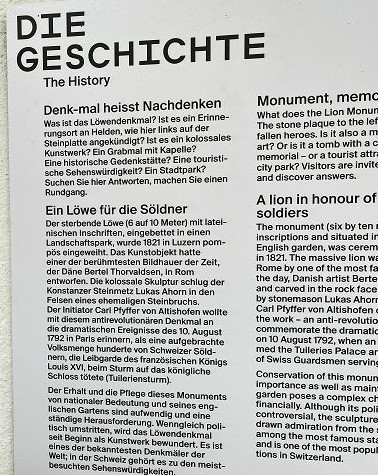 DIE
GESCHICHTE
The History
Denk-mal heisst Nachdenken
Was ist das Löwendenkmal? Ist es ein Erinne-
rungsort an Helden, wie hier links auf der
Steinplatte angekündigt? Ist es ein kolossales
Kunstwerk? Ein Grabmal mit Kapelle?
Eine historische Gedenkstätte? Eine touristi-
sche Sehenswürdigkeit? Ein Stadtpark?
Suchen Sie hier Antworten, machen Sie einen
Rundgang.
Ein Löwe für die Söldner
Der sterbende Löwe (6 auf 10 Meter) mit latei-
nischen Inschriften, eingebettet in einen
Landschaftspark, wurde 1821 in Luzern pom-
pös eingeweiht. Das Kunstobjekt hatte
einer der berühmtesten Bildhauer der Zeit,
der Däne Bertel Thorvaldsen, in Rom
entworfen. Die kolossale Skulptur schlug der
Konstanzer Steinmetz Lukas Ahorn in den
Felsen eines ehemaligen Steinbruchs.
Der Initiator Carl Pfyffer von Altishofen wollte
mit diesem antirevolutionären Denkmal an
die dramatischen Ereignisse des 10. August
1792 in Paris erinnern, als eine aufgebrachte
Volksmenge hunderte von Schweizer Söld-
nern, die Leibgarde des französischen Königs
Louis XVI, beim Sturm auf das königliche
Schloss tötete (Tuileriensturm).
Der Erhalt und die Pflege dieses Monuments
von nationaler Bedeutung und seines eng-
lischen Gartens sind aufwendig und eine
ständige Herausforderung. Wenngleich poli-
tisch umstritten, wird das Löwendenkmal
seit Beginn als Kunstwerk bewundert. Es ist
eines der bekanntesten Denkmäler der
Welt; in der Schweiz gehört es zu den meist-
besuchten Sehenswürdigkeiten.
Monument, memo
What does the Lion Monum
The stone plaque to the lef
fallen heroes. Is it also a m
art? Or is it a tomb with a c
memorial – or a tourist attra
city park? Visitors are invite
and discover answers.
A lion in honour of
soldiers
The monument (six by ten m
inscriptions and situated in
English garden, was cerem
in 1821. The massive lion wa
Rome by one of the most fa
the day, Danish artist Berte
and carved in the rock face
by stonemason Lukas Ahorn
Carl Pfyffer von Altishofen c
the work – an anti-revolutio
commemorate the dramatic
on 10 August 1792, when an
med the Tuileries Palace an
of Swiss Guardsmen serving
Conservation of this monum
importance as well as maint
garden poses a complex ch
financially. Although its poli
controversial, the sculpture
drawn admiration from the s
among the most famous sta
and is one of the most popul
tions in Switzerland.